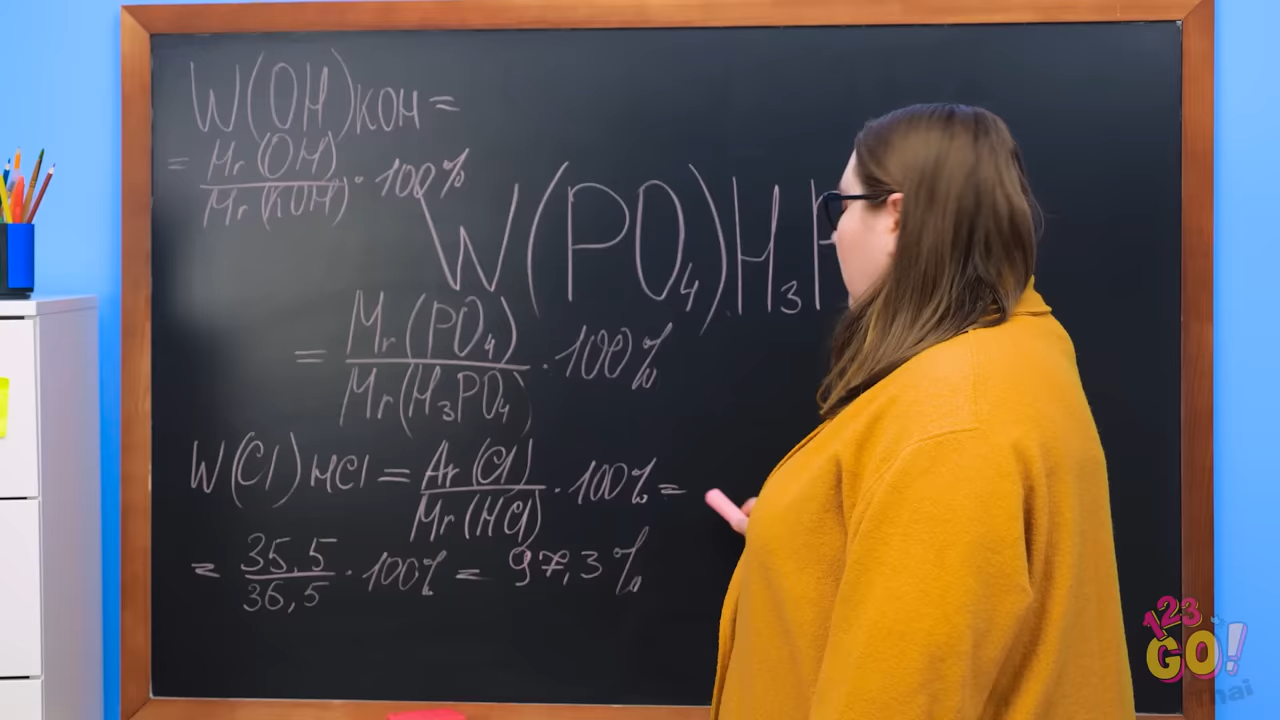 W(OH)KOH =
= Mr(OH)/Mr(KOH) · 100%
W(PO₄)H₃P
= Mr(PO₄)/Mr(H₃PO₄) · 100%
W(Cl)HCl = Ar(Cl)/Mr(HCl) · 100% =
= 35,5/36,5 · 100% = 97,3%
123
GO!
Thai